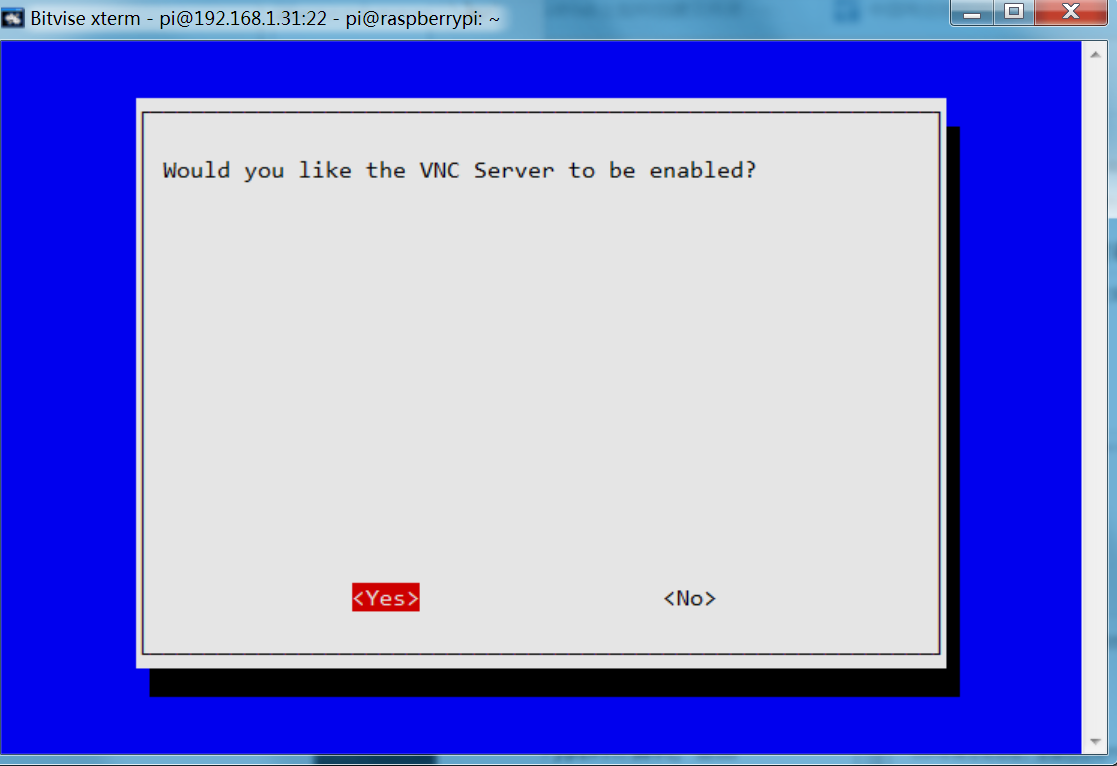 Bitvise xterm - pi@192.168.1.31:22 - pi@raspberrypi: ~
Would you like the VNC Server to be enabled?
<Yes> <No>